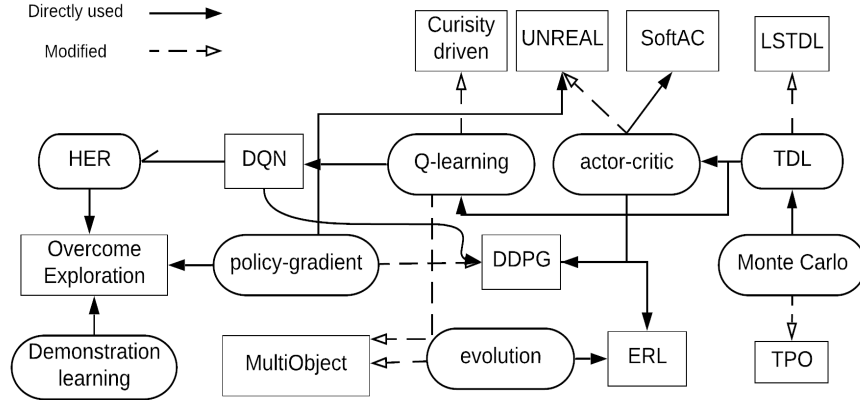 Directly used
Modified
Curisity
driven
UNREAL
SoftAC
LSTDL
HER
DQN
Q-learning
actor-critic
TDL
Overcome
Exploration
policy-gradient
DDPG
Monte Carlo
Demonstration
learning
MultiObject
evolution
ERL
TPO